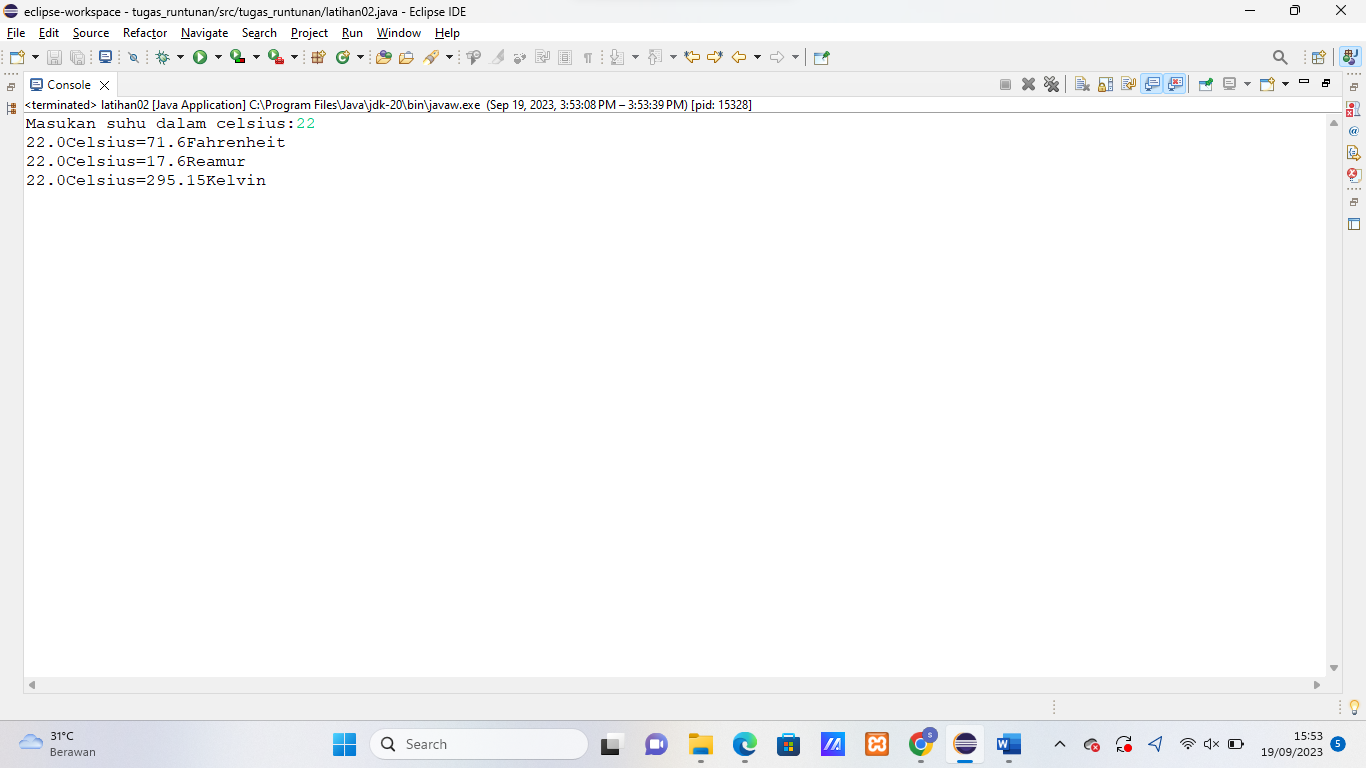 eclipse-workspace - tugas_runtunan/src/tugas_runtunan/latihan02.java - Eclipse IDE
File Edit Source Refactor Navigate Search Project Run Window Help
Console
<terminated> latihan02 [Java Application] C:\Program Files\Java\jdk-20\bin\javaw.exe (Sep 19, 2023, 3:53:08 PM – 3:53:39 PM) [pid: 15328]
Masukan suhu dalam celsius:22
22.0Celsius=71.6Fahrenheit
22.0Celsius=17.6Reamur
22.0Celsius=295.15Kelvin
31°C
Berawan
Search
15:53
19/09/2023
5